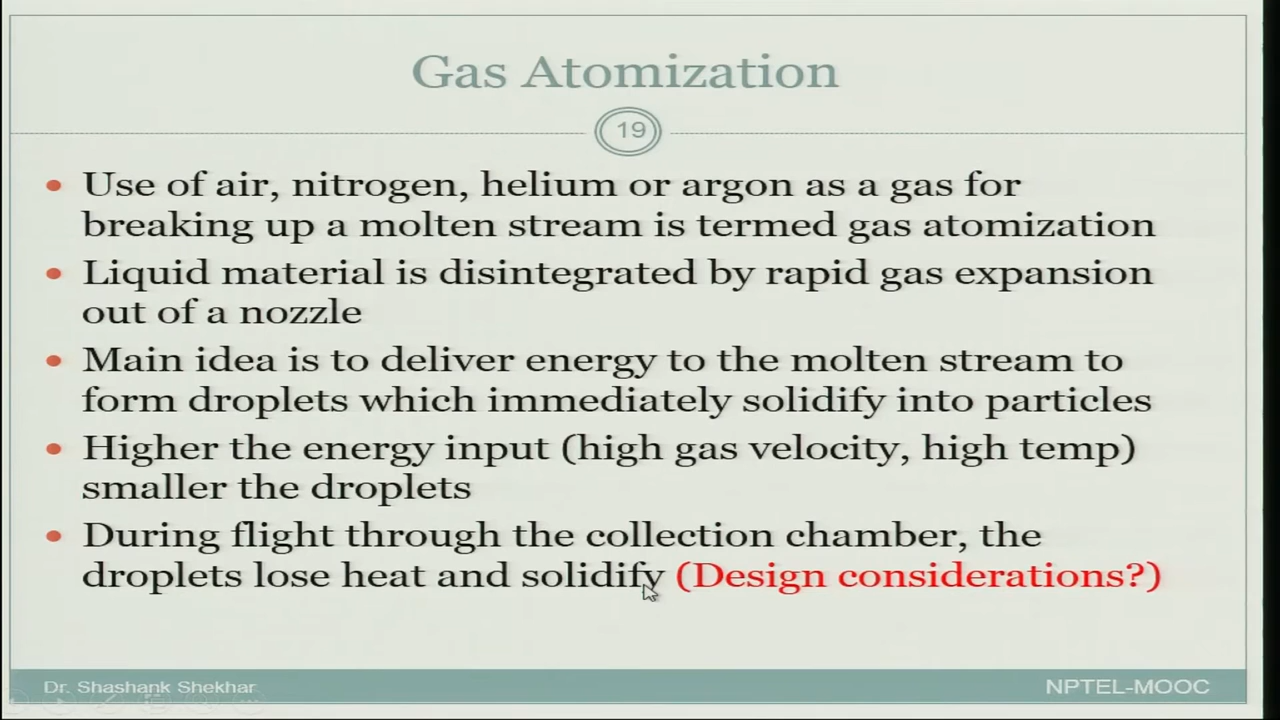 Gas Atomization
19
• Use of air, nitrogen, helium or argon as a gas for
breaking up a molten stream is termed gas atomization
• Liquid material is disintegrated by rapid gas expansion
out of a nozzle
• Main idea is to deliver energy to the molten stream to
form droplets which immediately solidify into particles
• Higher the energy input (high gas velocity, high temp)
smaller the droplets
• During flight through the collection chamber, the
droplets lose heat and solidify (Design considerations?)
Dr. Shashank Shekhar
NPTEL-MOOC